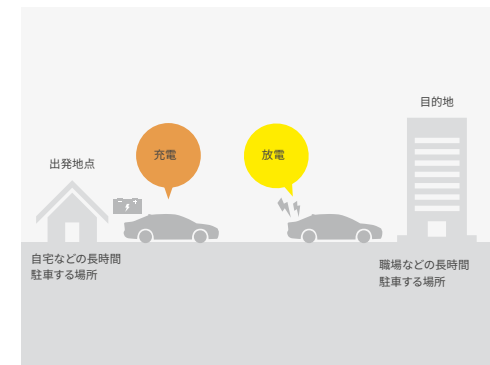 目的地
充電
放電
出発地点
自宅などの長時間
駐車する場所
職場などの長時間
駐車する場所